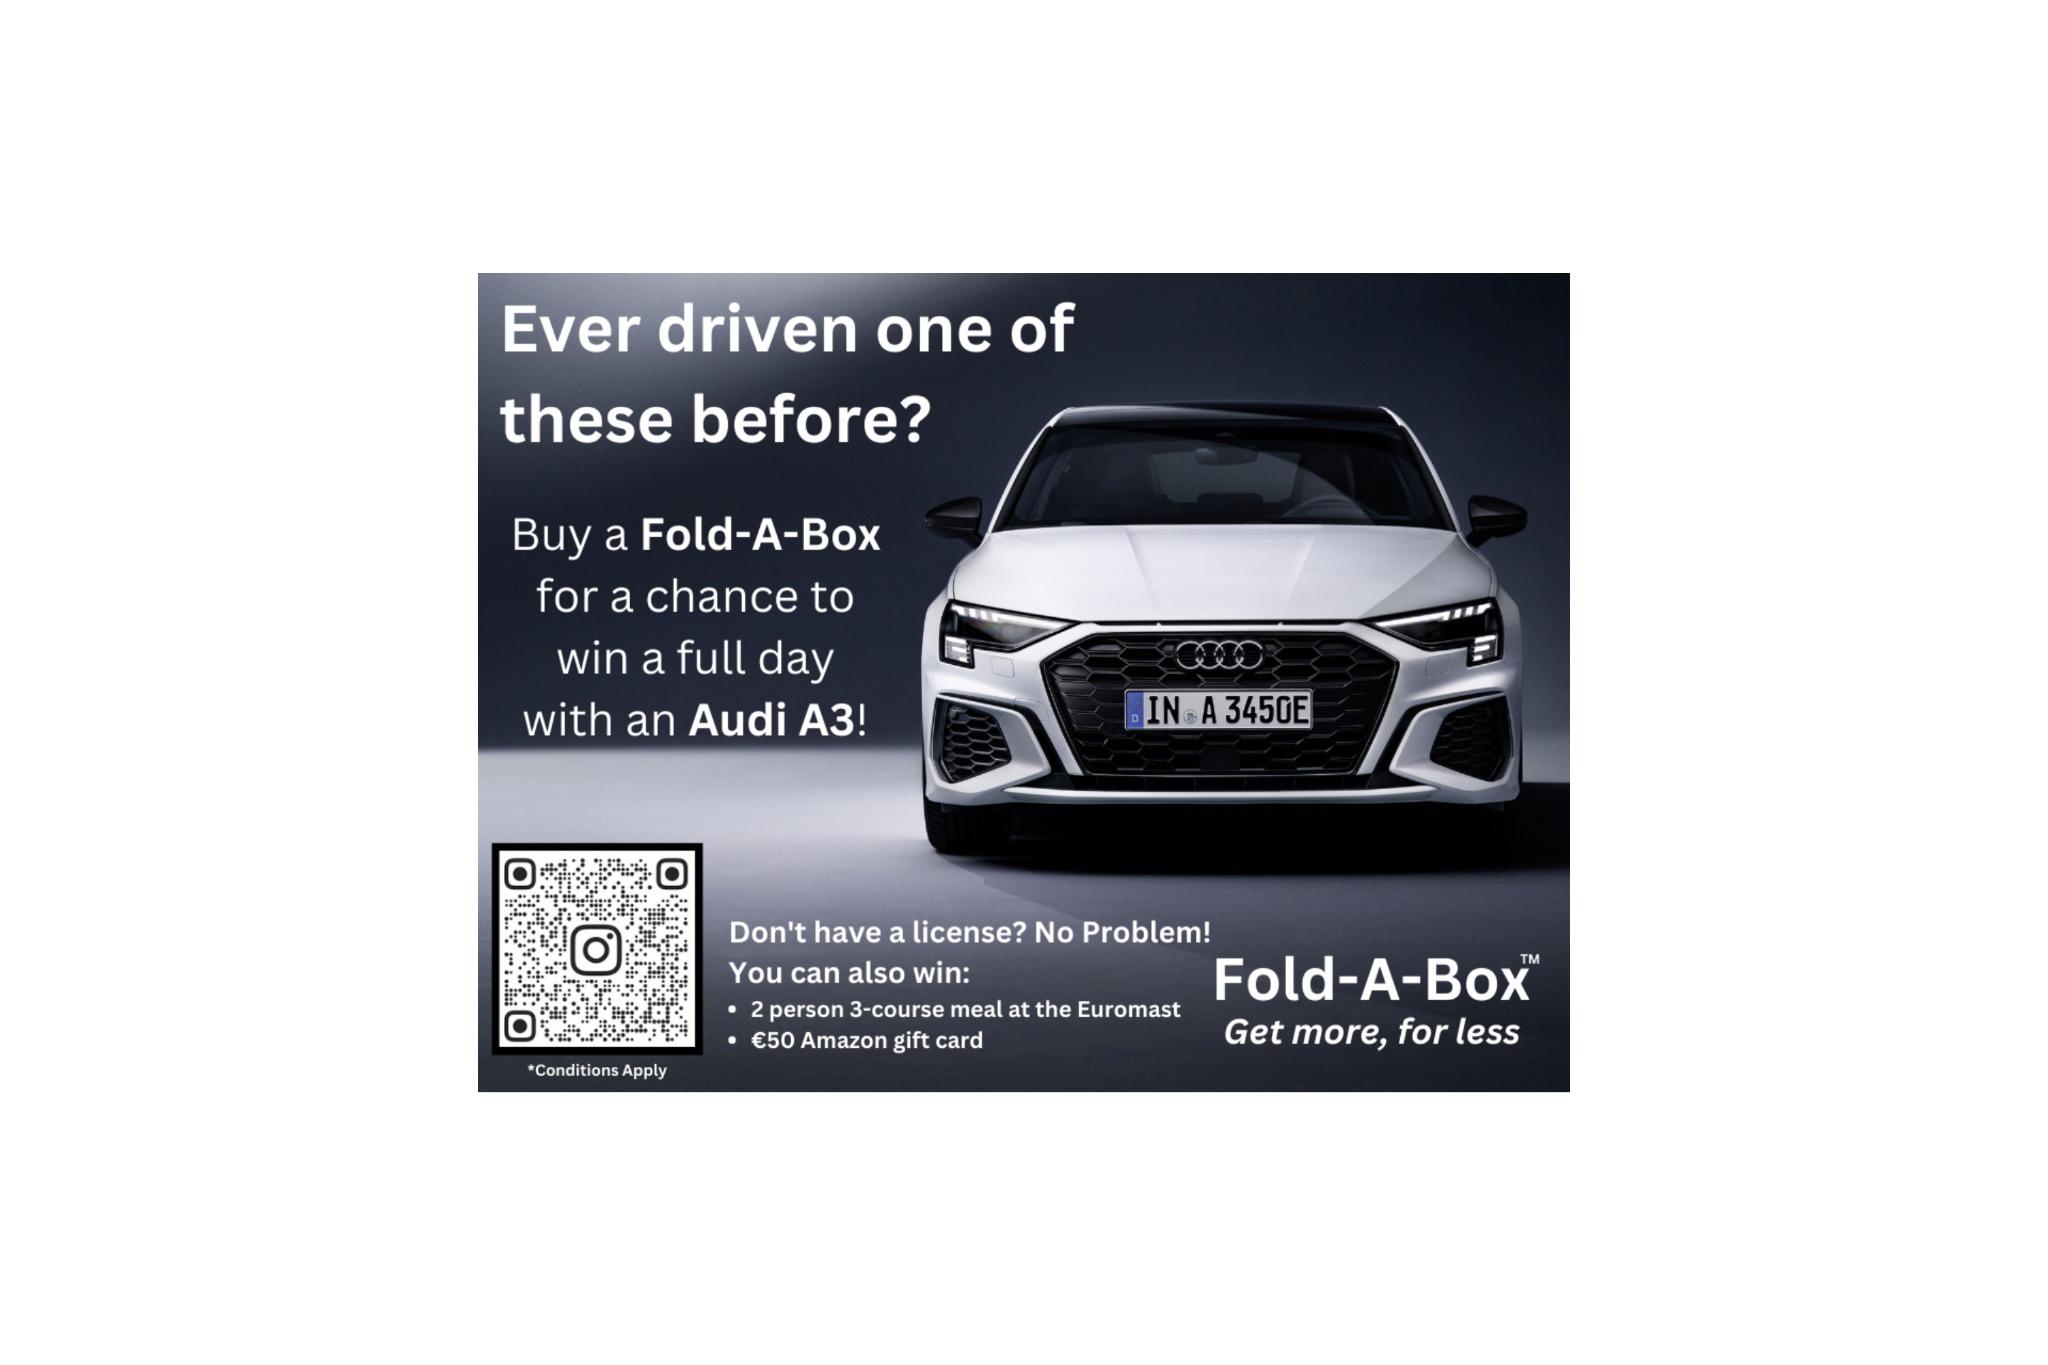 Ever driven one of
these before?
Buy a Fold-A-Box
for a chance to
win a full day
with an Audi A3!
IN A 3450E
D
Don't have a license? No Problem!
You can also win:
• 2 person 3-course meal at the Euromast
• €50 Amazon gift card
*Conditions Apply
Fold-A-Box™
Get more, for less